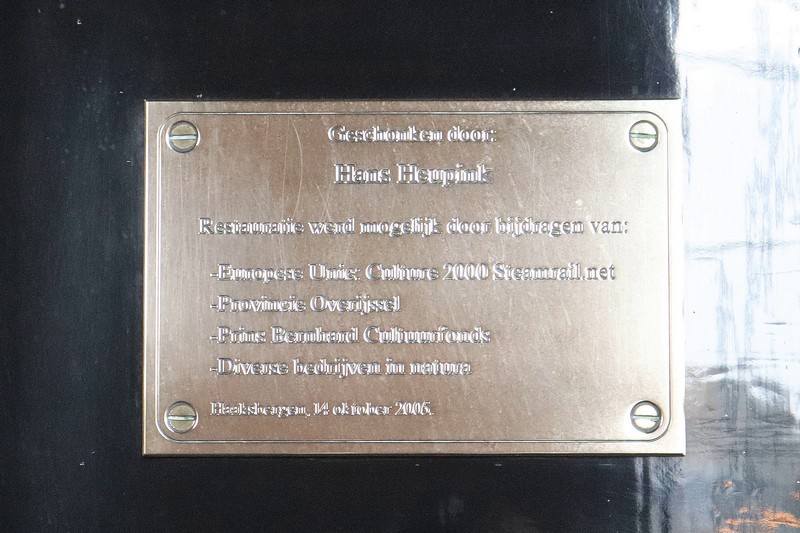 Geschonken door:
Hans Heupink
Restauratie werd mogelijk door bijdragen van:
-Europese Unie: Culture 2000 Steamrail.net
-Provincie Overijssel
-Prins Bernhard Cultuurfonds
-Diverse bedrijven in natura
Haaksbergen, 14 oktober 2005.